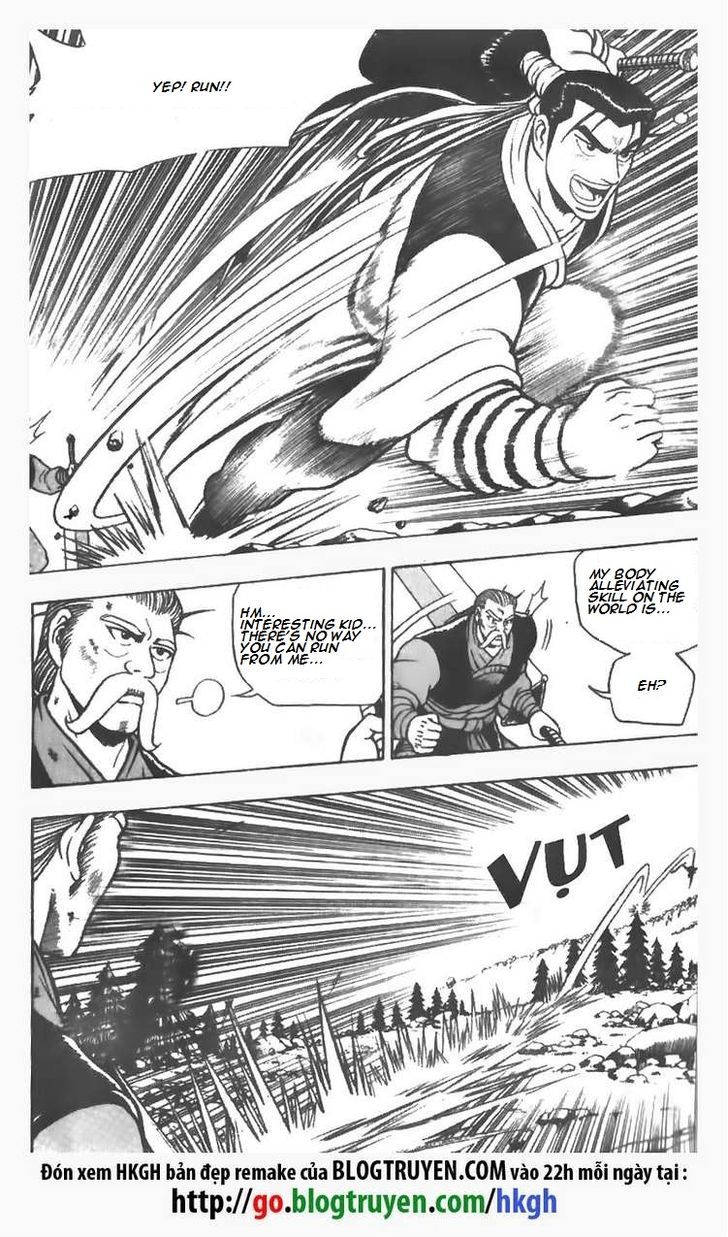 YEP! RUN!!
HM...
INTERESTING KID...
THERE'S NO WAY
YOU CAN RUN
FROM ME...
MY BODY
ALLEVIATING
SKILL ON THE
WORLD IS...
EH?
VỤT
Đón xem HKGH bản đẹp remake của BLOGTRUYEN.COM vào 22h mỗi ngày tại :
http://go.blogtruyen.com/hkgh